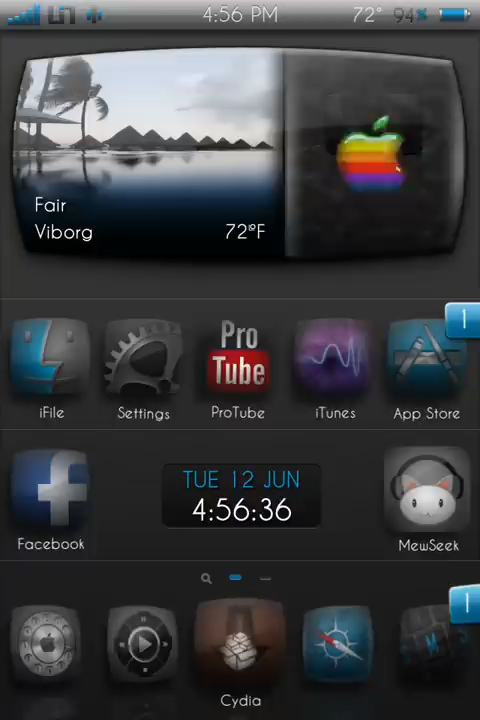 4:56 PM
72°
94%
Fair
Viborg
72°F
1
Pro
Tube
iFile
Settings
ProTube
iTunes
App Store
TUE 12 JUN
4:56:36
Facebook
MewSeek
1
M
Cydia